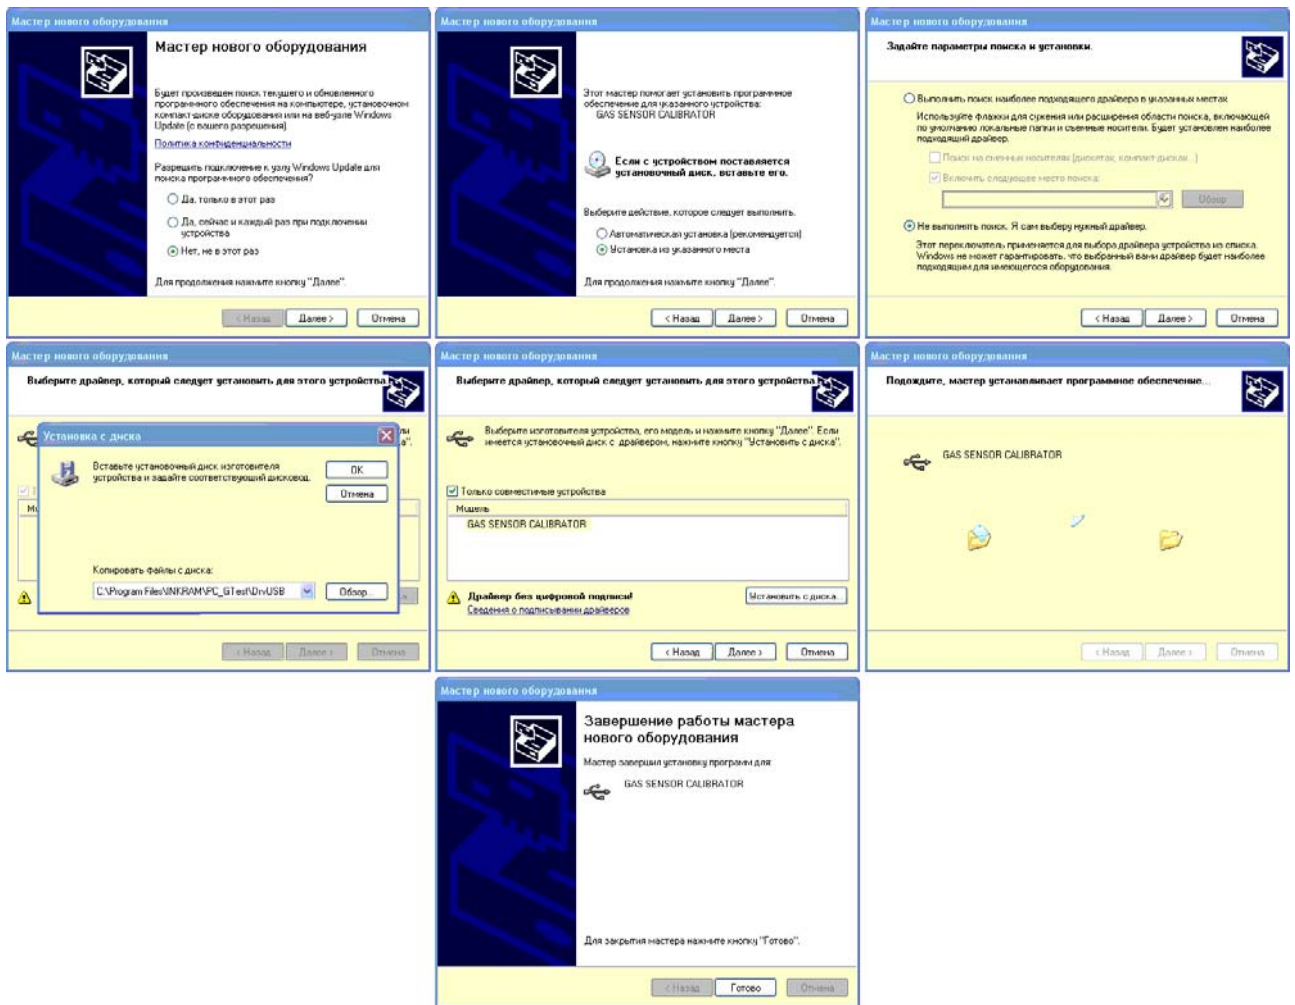 Мастер нового оборудования
Мастер нового оборудования
Будет произведен поиск текущего и обновленного
программного обеспечения на компьютере, установочном
компакт-диске оборудования или на веб-узле Windows
Update (с вашего разрешения)
Политика конфиденциальности
Разрешить подключение к узлу Windows Update для
поиска программного обеспечения?
Да, только в этот раз
Да, сейчас и каждый раз при подключении
устройства
Нет, не в этот раз
Для продолжения нажмите кнопку "Далее".
< Назад
Далее >
Отмена
Мастер нового оборудования
Этот мастер помогает установить программное
обеспечение для указанного устройства:
GAS SENSOR CALIBRATOR
Если с устройством поставляется
установочный диск, вставьте его.
Выберите действие, которое следует выполнить.
Автоматическая установка (рекомендуется)
Установка из указанного места
Для продолжения нажмите кнопку "Далее".
< Назад
Далее >
Отмена
Мастер нового оборудования
Задайте параметры поиска и установки.
Выполнить поиск наиболее подходящего драйвера в указанных местах.
Используйте флажки для сужения или расширения области поиска, включающей
по умолчанию локальные папки и съемные носители. Будет установлен наиболее
подходящий драйвер.
Поиск на сменных носителях (дискетах, компакт-дисках...)
Включить следующее место поиска:
Обзор
Не выполнять поиск. Я сам выберу нужный драйвер.
Этот переключатель применяется для выбора драйвера устройства из списка.
Windows не может гарантировать, что выбранный вами драйвер будет наиболее
подходящим для имеющегося оборудования.
< Назад
Далее >
Отмена
Мастер нового оборудования
Выберите драйвер, который следует установить для этого устройства
Установка с диска
Вставьте установочный диск изготовителя
устройства и задайте соответствующий дисковод.
OK
Отмена
Копировать файлы с диска:
C:\Program Files\INKRAM\PC_GTest\DrvUSB
Обзор...
< Назад
Далее >
Отмена
Мастер нового оборудования
Выберите драйвер, который следует установить для этого устройства
Выберите изготовителя устройства, его модель и нажмите кнопку "Далее". Если
имеется установочный диск с драйвером, нажмите кнопку "Установить с диска".
Только совместимые устройства
Модель
GAS SENSOR CALIBRATOR
Драйвер без цифровой подписи!
Сведения о подписывании драйверов
Установить с диска...
< Назад
Далее >
Отмена
Мастер нового оборудования
Подождите, мастер устанавливает программное обеспечение...
GAS SENSOR CALIBRATOR
< Назад
Далее >
Отмена
Мастер нового оборудования
Завершение работы мастера
нового оборудования
Мастер завершил установку программ для:
GAS SENSOR CALIBRATOR
Для закрытия мастера нажмите кнопку "Готово".
< Назад
Готово
Отмена